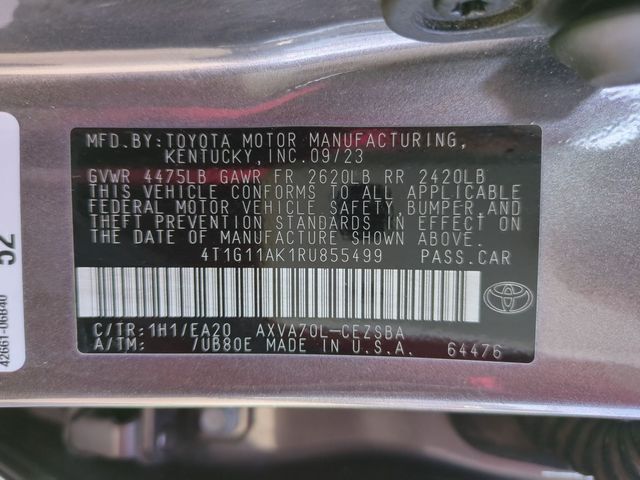 MFD.BY:TOYOTA MOTOR MANUFACTURING,
KENTUCKY,INC.09/23
GVWR 4475LB GAWR FR 2620LB RR 2420LB
THIS VEHICLE CONFORMS TO ALL APPLICABLE
FEDERAL MOTOR VEHICLE SAFETY,BUMPER,AND
THEFT PREVENTION STANDARDS IN EFFECT ON
THE DATE OF MANUFACTURE SHOWN ABOVE.
4T1G11AK1RU855499 PASS.CAR
C/TR:1H1/EA20 AXVA70L-CEZSBA
A/TM: 7UB80E MADE IN U.S.A. 64476
52
42661-06840